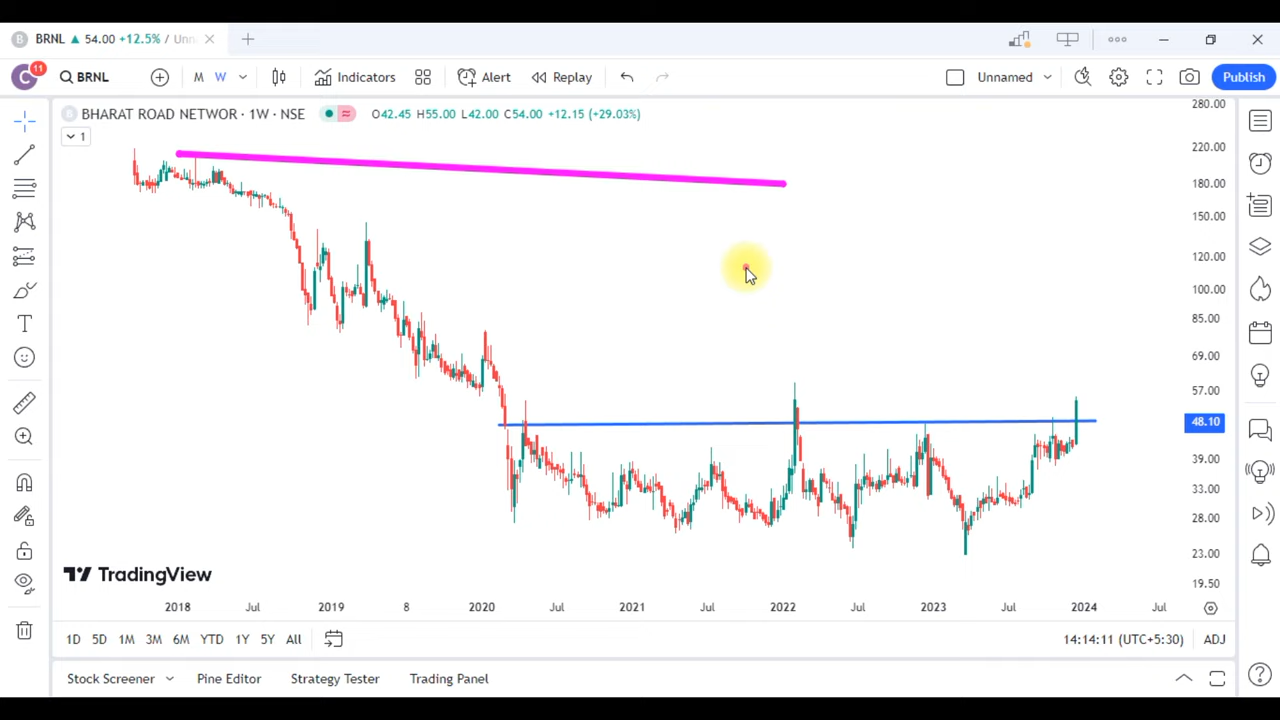 B BRNL ▲ 54.00 +12.5% / Unn
C 11 BRNL M W Indicators Alert Replay Unnamed Publish
B BHARAT ROAD NETWOR · 1W · NSE O42.45 H55.00 L42.00 C54.00 +12.15 (+29.03%)
1
280.00
220.00
180.00
150.00
120.00
100.00
85.00
69.00
57.00
48.10
39.00
33.00
28.00
23.00
19.50
TradingView
2018 Jul 2019 8 2020 Jul 2021 Jul 2022 Jul 2023 Jul 2024 Jul
1D 5D 1M 3M 6M YTD 1Y 5Y All 14:14:11 (UTC+5:30) ADJ
Stock Screener Pine Editor Strategy Tester Trading Panel